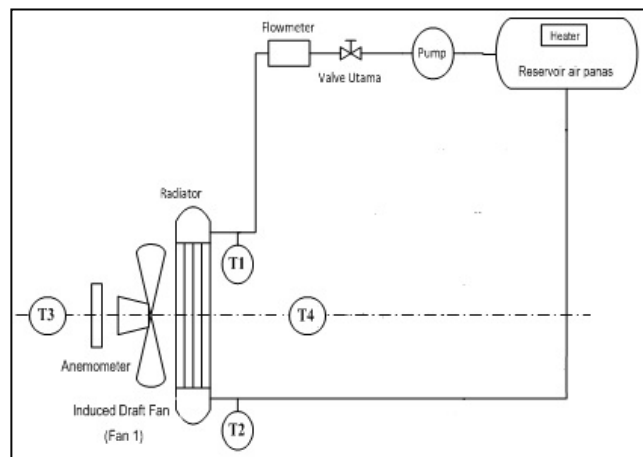 Flowmeter
Heater
Pump
Valve Utama
Reservoir air panas
Radiator
T1
T3
T4
Anemometer
Induced Draft Fan
(Fan 1)
T2